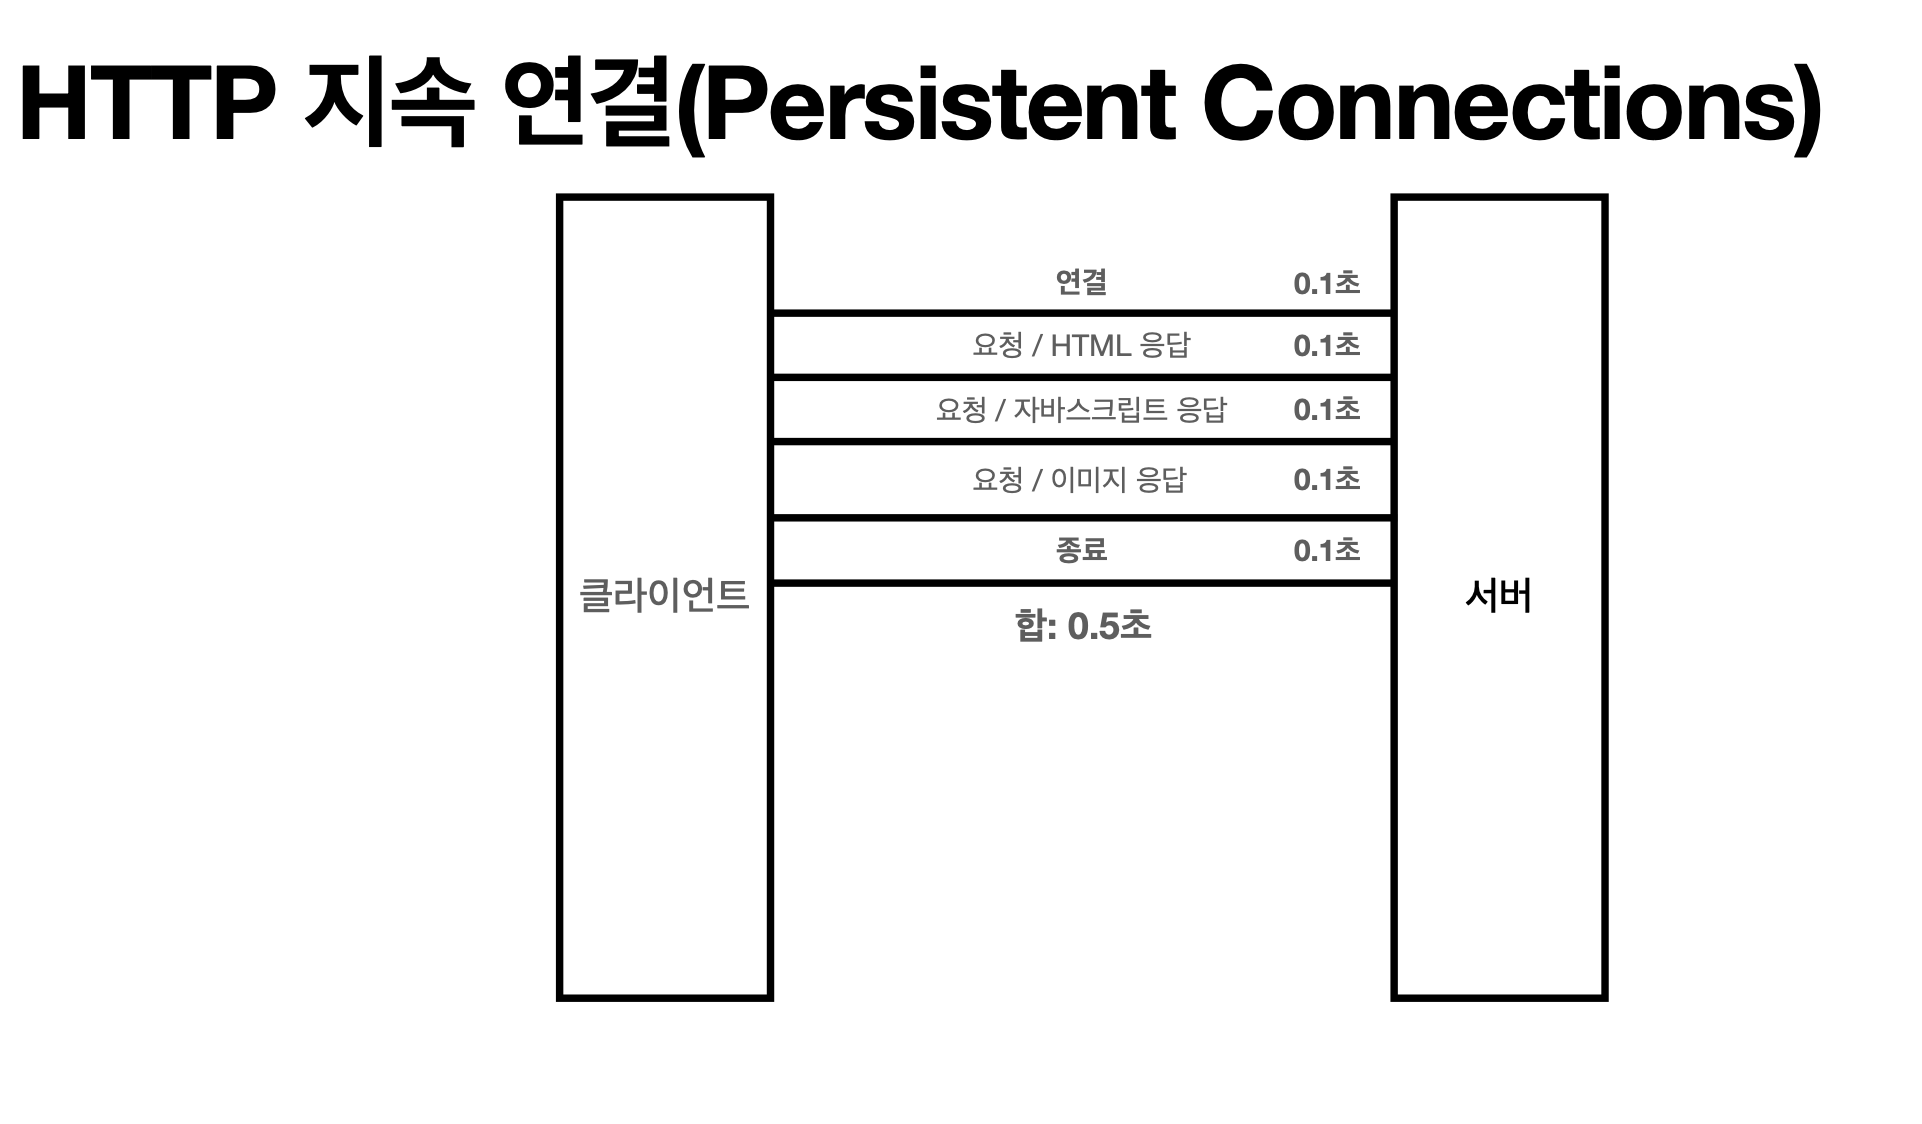 HTTP 지속 연결(Persistent Connections)
연결 0.1초
요청 / HTML 응답 0.1초
요청 / 자바스크립트 응답 0.1초
요청 / 이미지 응답 0.1초
종료 0.1초
클라이언트
서버
합: 0.5초